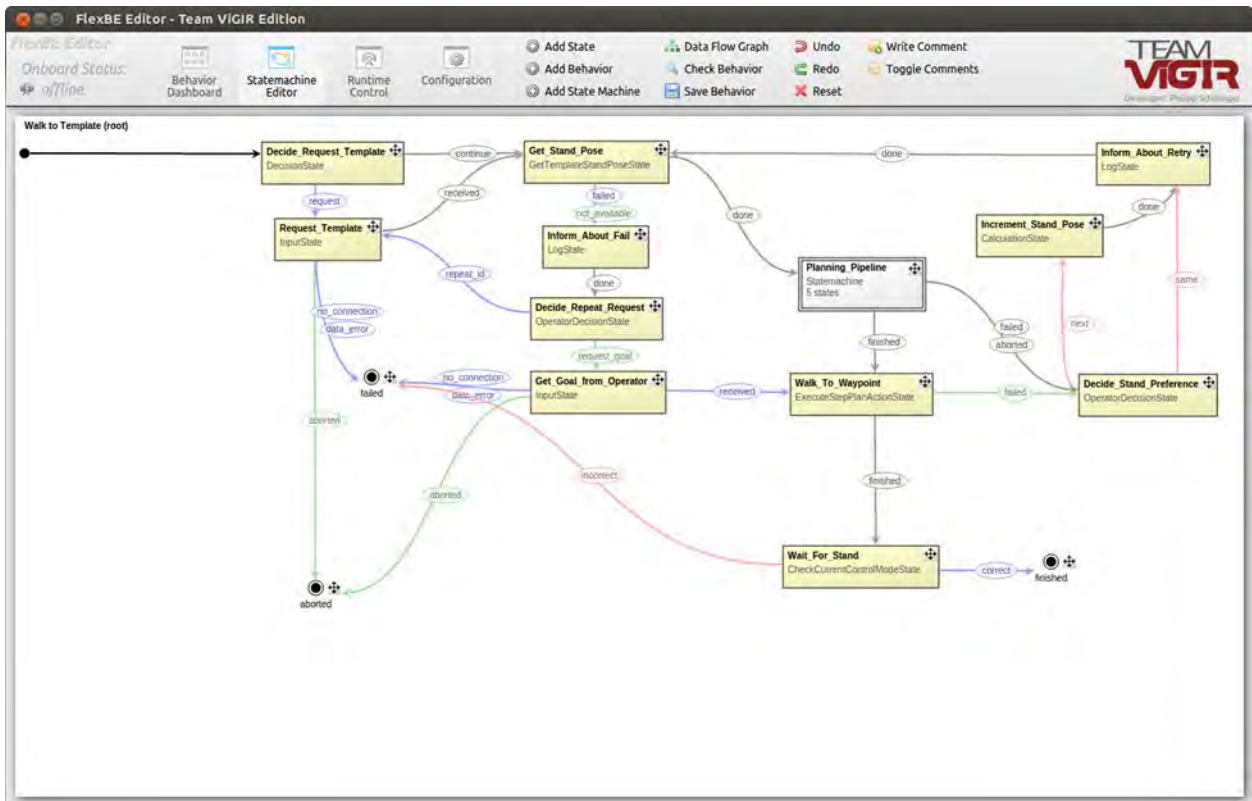 FlexBE Editor - Team ViGIR Edition
FlexBE Editor
Onboard Status:
offline
Behavior
Dashboard
Statemachine
Editor
Runtime
Control
Configuration
Add State
Add Behavior
Add State Machine
Data Flow Graph
Check Behavior
Save Behavior
Undo
Redo
Reset
Write Comment
Toggle Comments
TEAM
ViGIR
Walk to Template (root)
Decide_Request_Template
DecisionState
continue
Get_Stand_Pose
GetTemplateStandPoseState
done
Inform_About_Retry
LogState
request
received
failed
not_available
done
done
Request_Template
InputState
Inform_About_Fail
LogState
Increment_Stand_Pose
CalculationState
repeat_id
done
Planning_Pipeline
Statemachine
5 states
same
no_connection
data_error
Decide_Repeat_Request
OperatorDecisionState
failed
aborted
next
finished
request_goal
failed
no_connection
data_error
Get_Goal_from_Operator
InputState
received
Walk_To_Waypoint
ExecuteStepPlanActionState
failed
Decide_Stand_Preference
OperatorDecisionState
aborted
incorrect
finished
aborted
Wait_For_Stand
CheckCurrentControlModeState
correct
finished
aborted